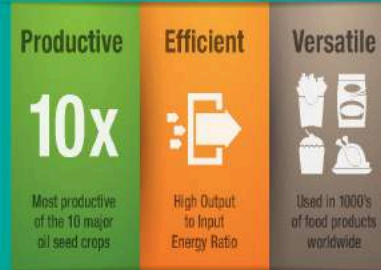 Productive
10x
Most productive
of the 10 major
oil seed crops
Efficient
High Output
to Input
Energy Ratio
Versatile
Used in 1000's
of food products
worldwide